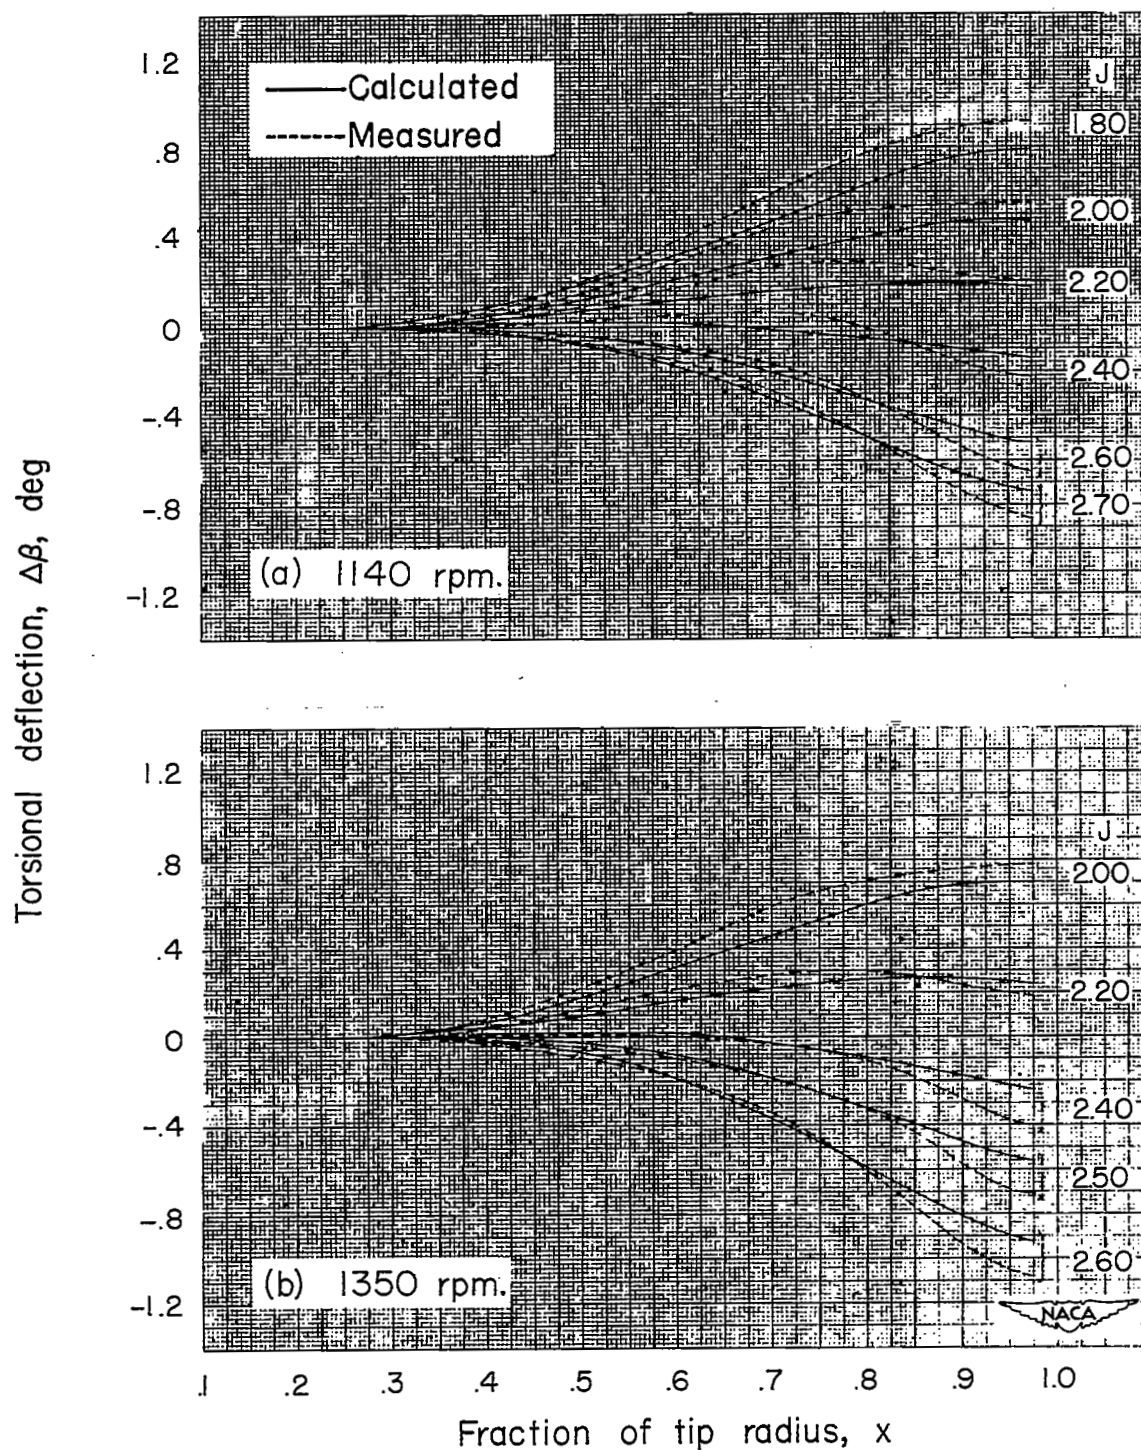 1.2
J
Calculated
1.80
Measured
.8
2.00
.4
2.20
0
2.40
-.4
2.60
-.8
2.70
(a) 1140 rpm.
-1.2
Torsional deflection, Δβ, deg
1.2
J
.8
2.00
.4
2.20
0
2.40
-.4
2.50
-.8
2.60
(b) 1350 rpm.
-1.2
NACA
.1 .2 .3 .4 .5 .6 .7 .8 .9 1.0
Fraction of tip radius, x